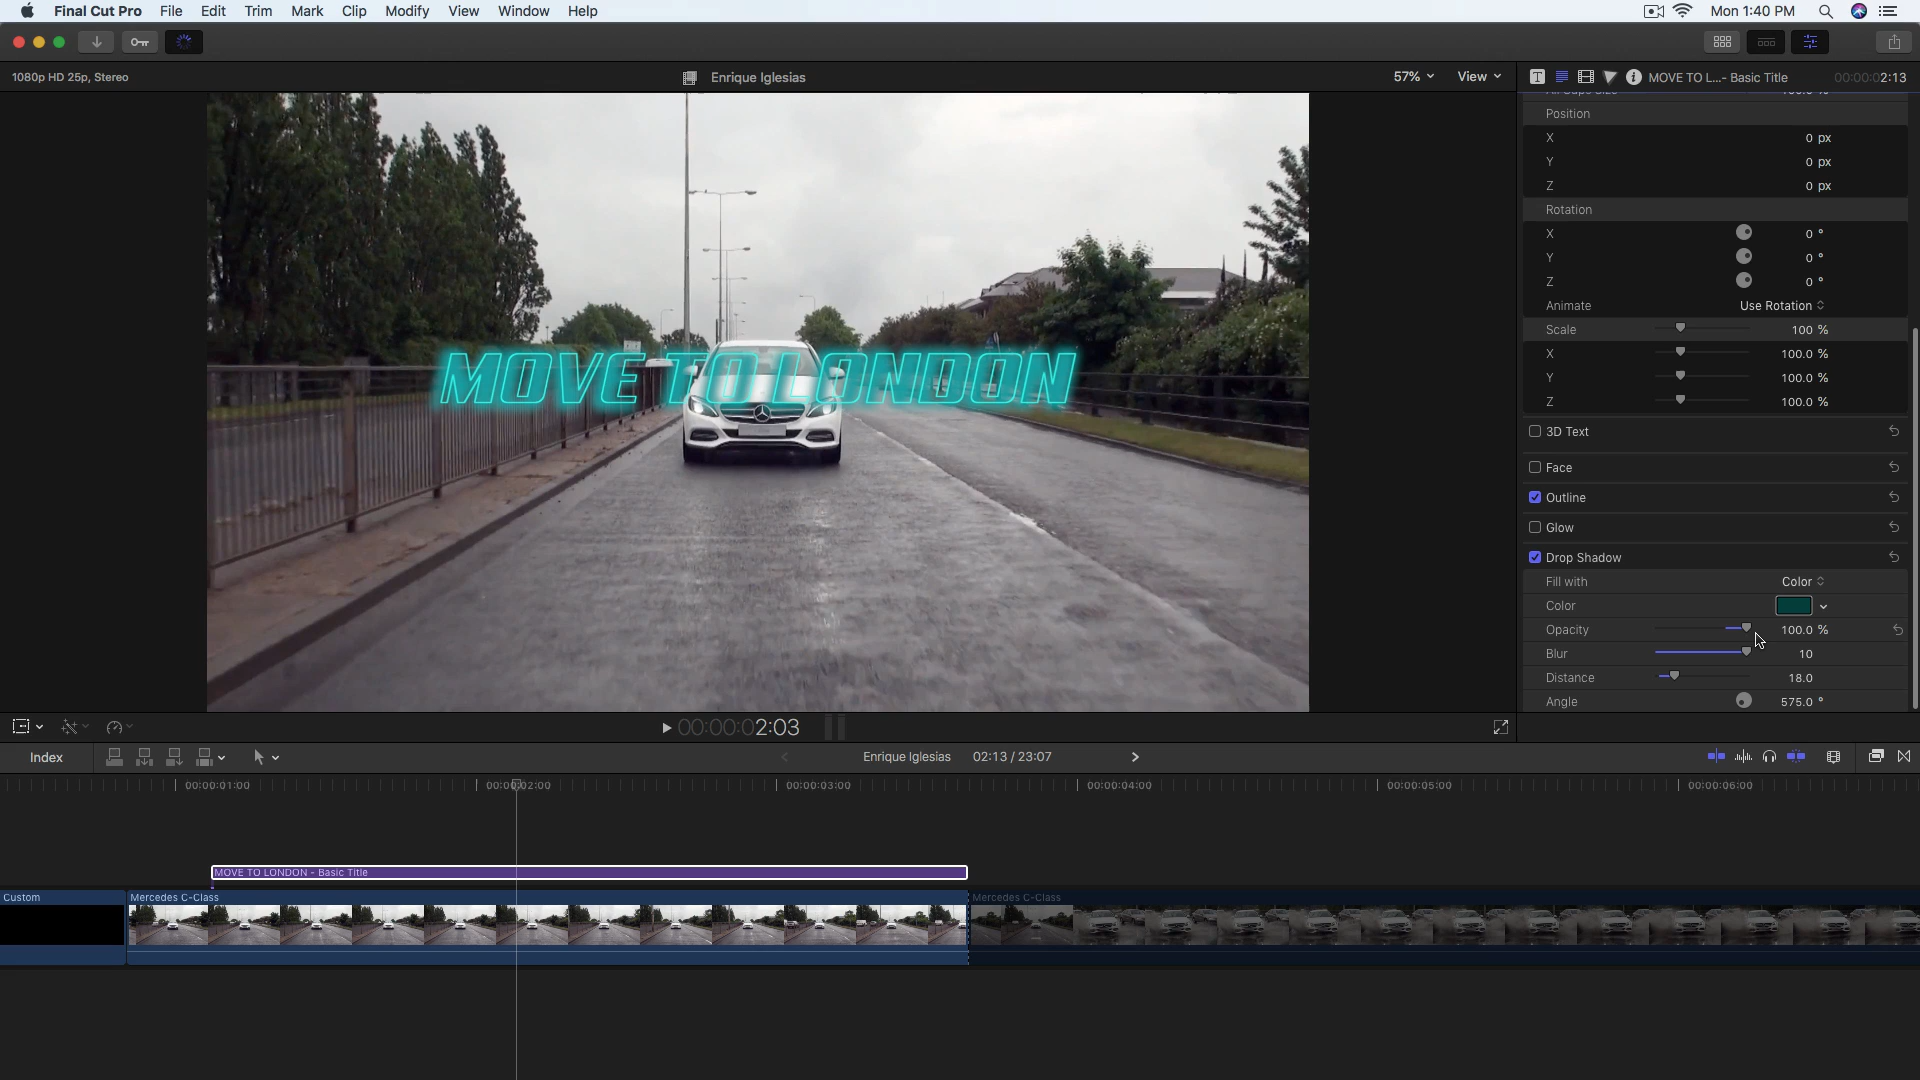 Final Cut Pro File Edit Trim Mark Clip Modify View Window Help
Mon 1:40 PM
1080p HD 25p, Stereo
Enrique Iglesias
57% View
MOVE TO L...- Basic Title
00:00:02:13
Position
X 0 px
Y 0 px
Z 0 px
Rotation
X 0 °
Y 0 °
Z 0 °
Animate Use Rotation
Scale 100 %
X 100.0 %
Y 100.0 %
Z 100.0 %
3D Text
Face
Outline
Glow
Drop Shadow
Fill with Color
Color
Opacity 100.0 %
Blur 10
Distance 18.0
Angle 575.0 °
MOVE TO LONDON
00:00:02:03
Index
Enrique Iglesias 02:13 / 23:07
00:00:01:00 00:00:02:00 00:00:03:00 00:00:04:00 00:00:05:00 00:00:06:00
MOVE TO LONDON - Basic Title
Custom
Mercedes C-Class
Mercedes C-Class